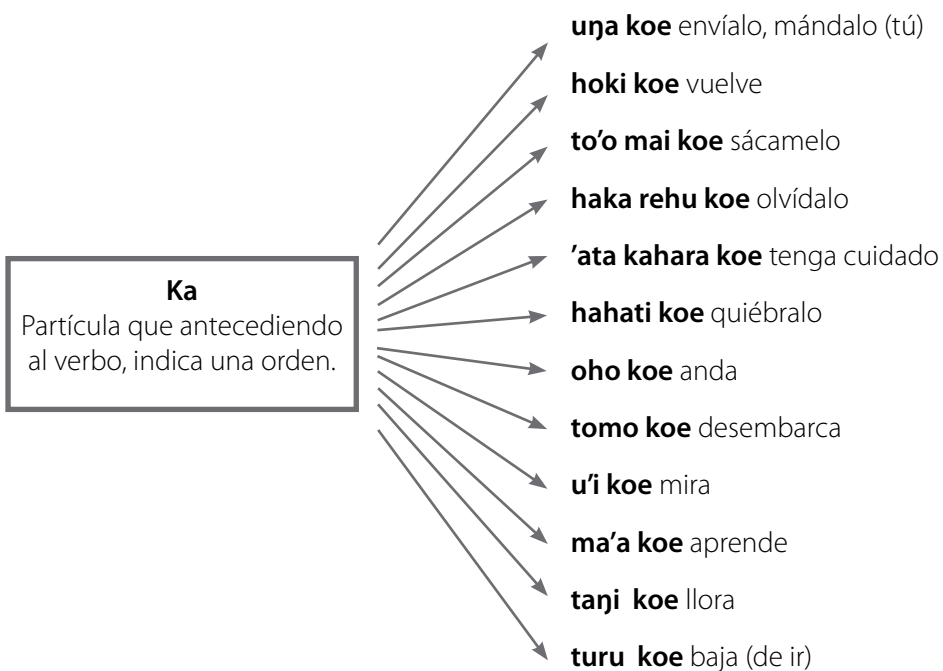 uŋa koe envíalo, mándalo (tú)
hoki koe vuelve
to'o mai koe sácamelo
haka rehu koe olvídalo
'ata kahara koe tenga cuidado
Ka
Partícula que antecediendo
al verbo, indica una orden.
hahati koe quiébralo
oho koe anda
tomo koe desembarca
u'i koe mira
ma'a koe aprende
taŋi koe llora
turu koe baja (de ir)